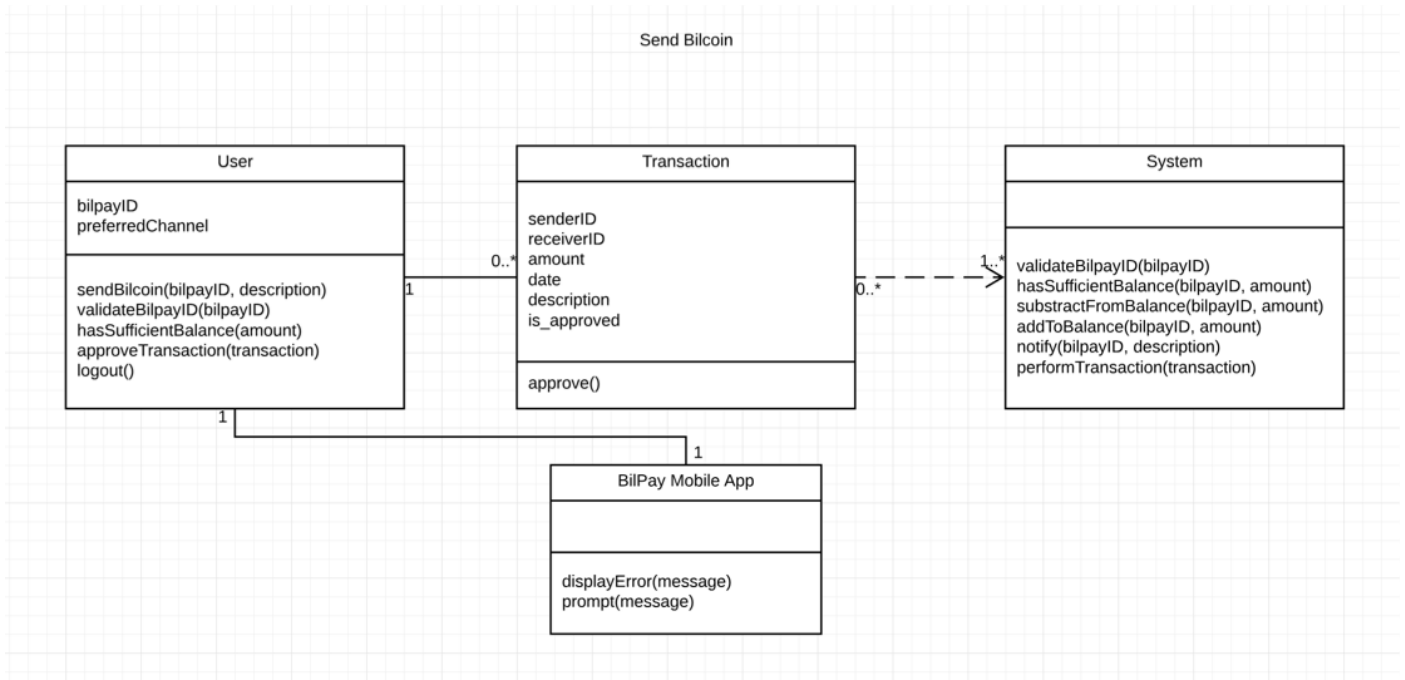 Send Bilcoin
User
bilpayID
preferredChannel
sendBilcoin(bilpayID, description)
validateBilpayID(bilpayID)
hasSufficientBalance(amount)
approveTransaction(transaction)
logout()
1
0..*
Transaction
senderID
receiverID
amount
date
description
is_approved
approve()
0..*
1..*
System
validateBilpayID(bilpayID)
hasSufficientBalance(bilpayID, amount)
substractFromBalance(bilpayID, amount)
addToBalance(bilpayID, amount)
notify(bilpayID, description)
performTransaction(transaction)
1
1
BilPay Mobile App
displayError(message)
prompt(message)